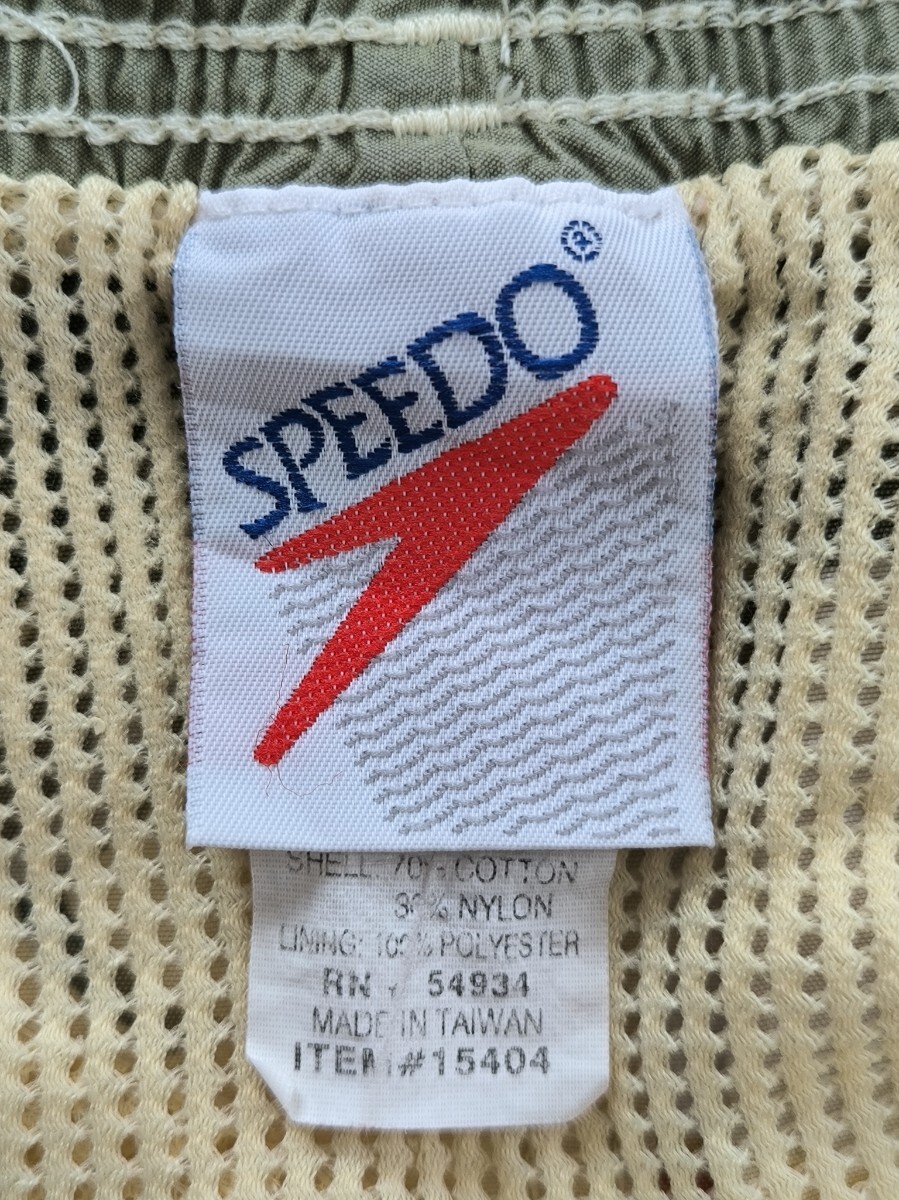 SPEEDO®
SHELL: 70% COTTON
30% NYLON
LINING: 100% POLYESTER
RN 54934
MADE IN TAIWAN
ITEM#15404